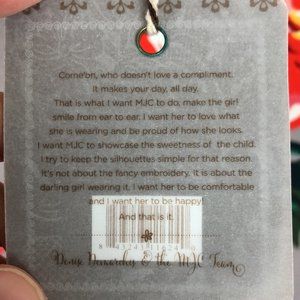 Come'on, who doesn't love a compliment.
It makes your day, all day.
That is what I want MJC to do, make the girl
smile from ear to ear. I want her to love what
she is wearing and be proud of how she looks.
I want MJC to showcase the sweetness of the child.
I try to keep the silhouettes simple for that reason.
It's not about the fancy embroidery, it is about the
darling girl wearing it. I want her to be comfortable
and I want her to be happy!
And that is it.
& the MJC Team